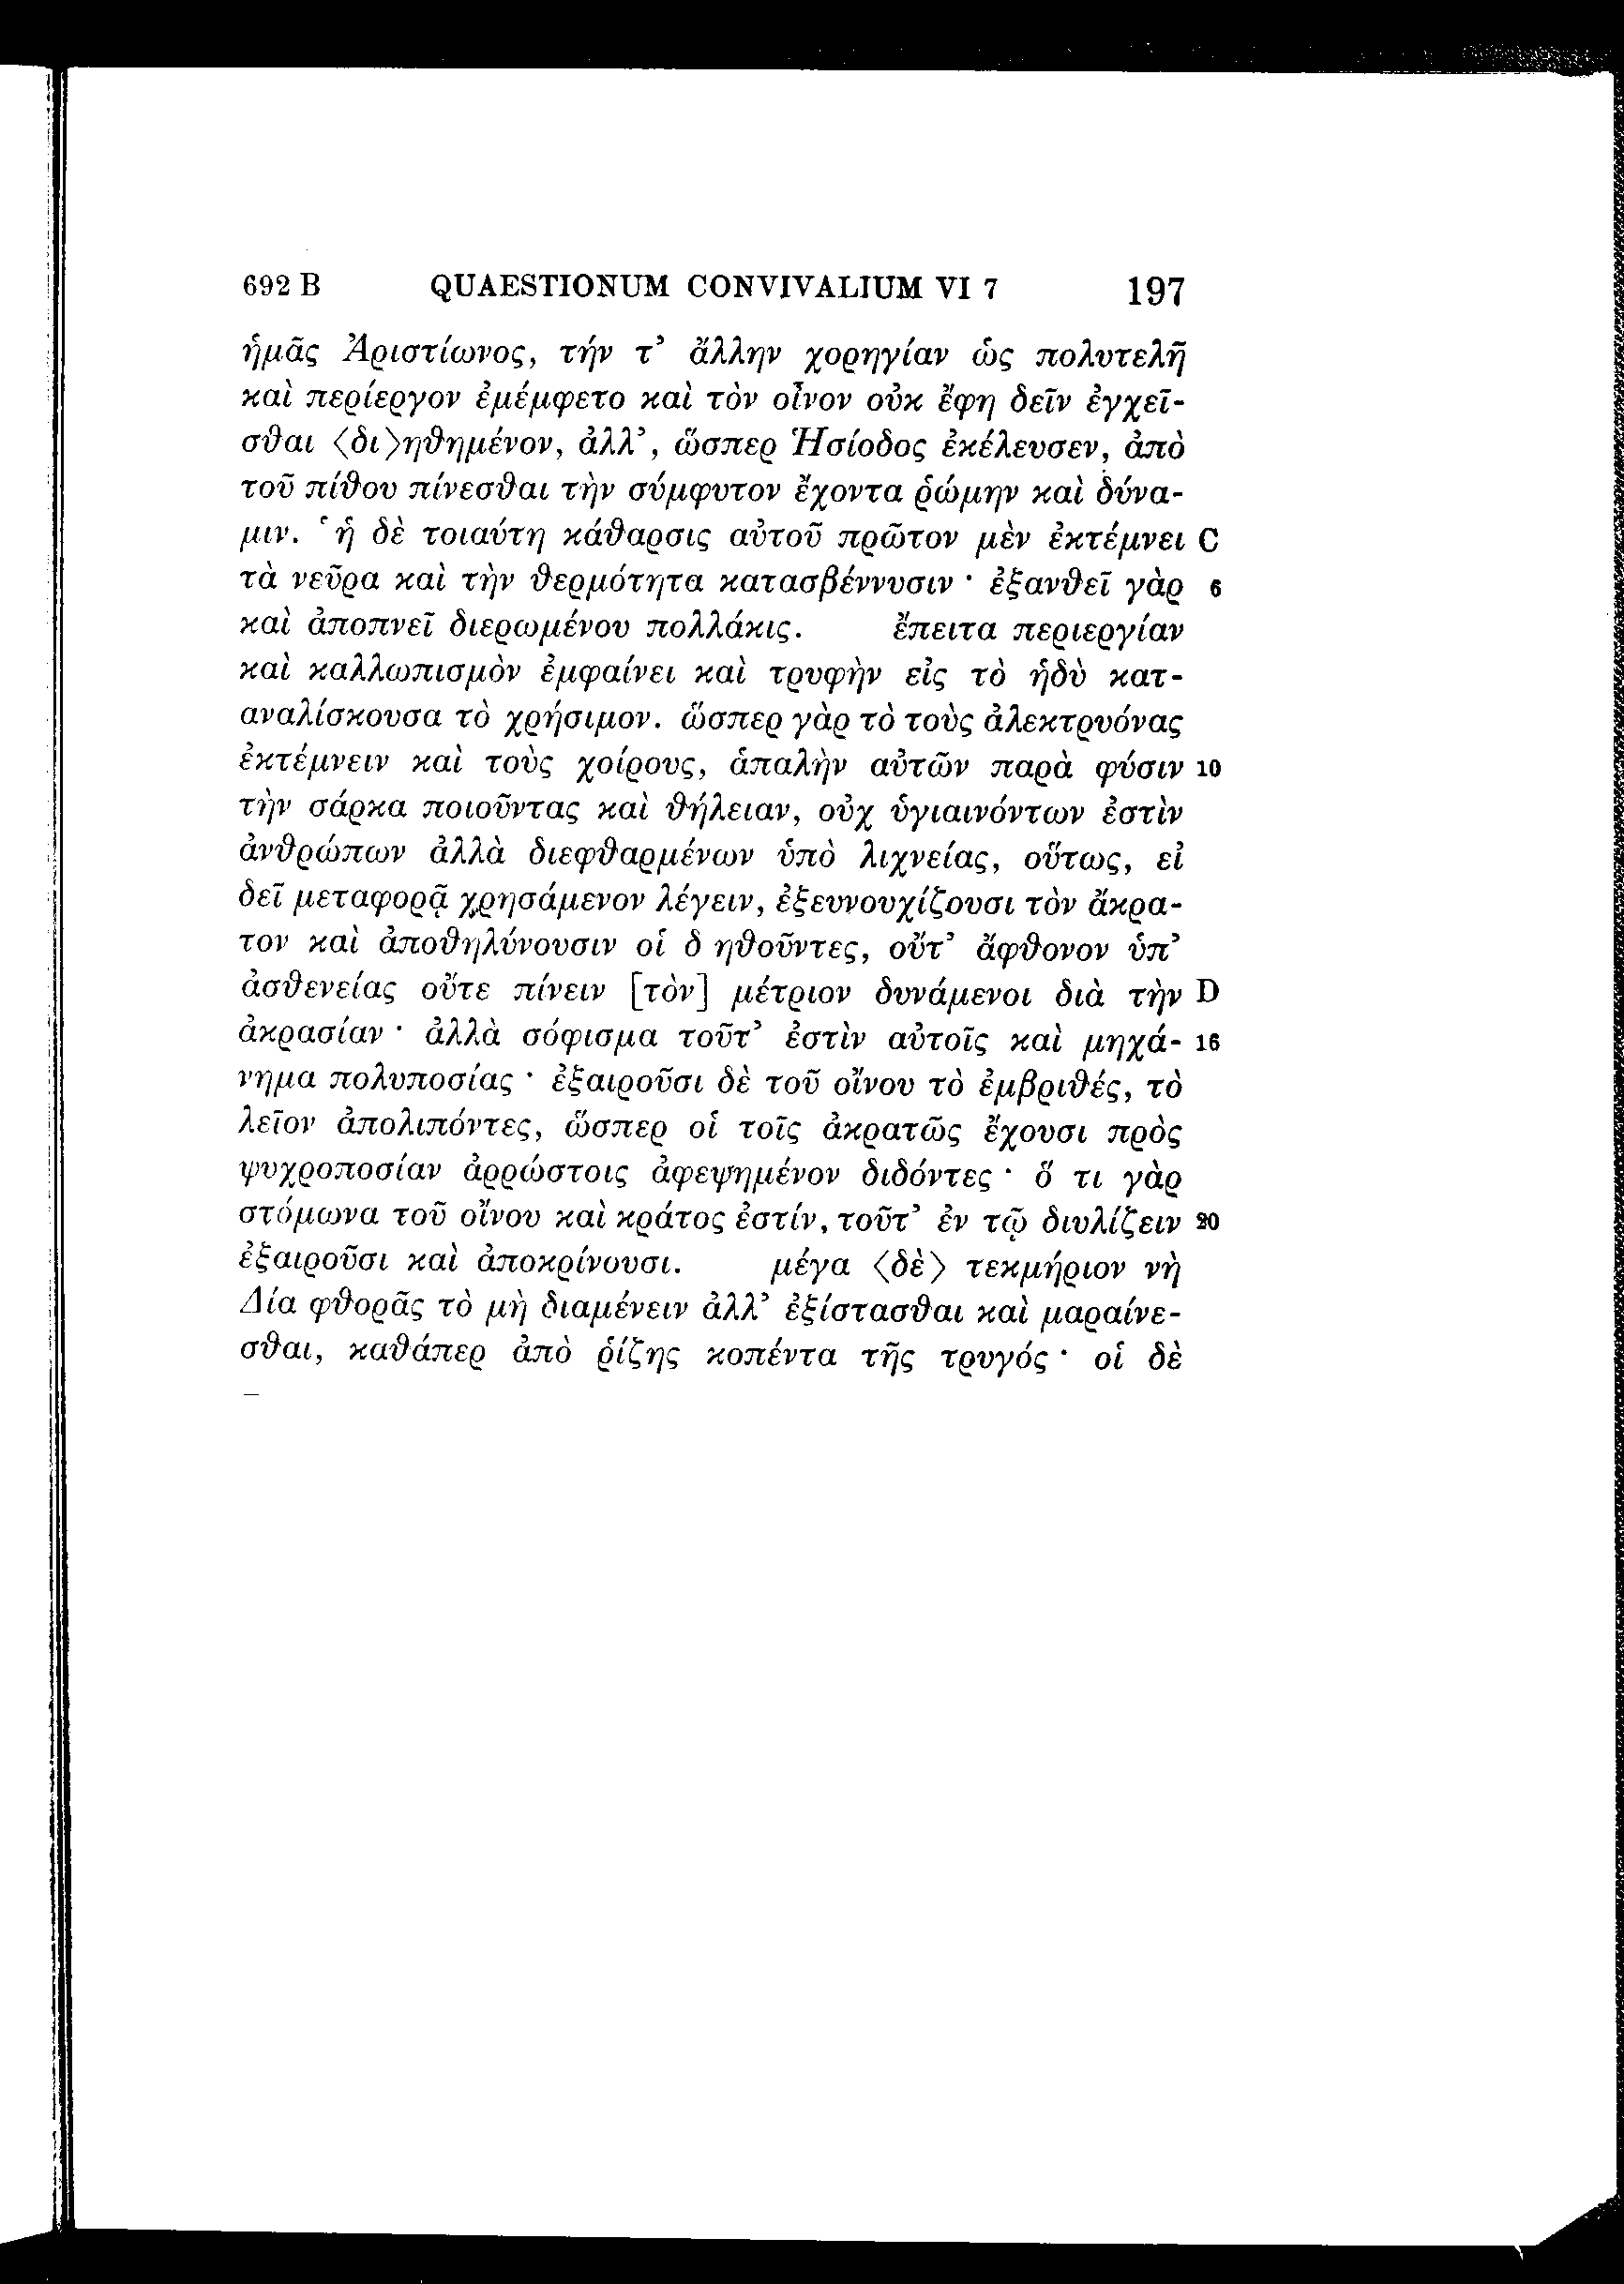 692 B QUAESTIONUM CONVIVALIUM VI 7 197
ἡμᾶς Ἀριστίωνος, τήν τ’ ἄλλην χορηγίαν ὡς πολυτελῆ
καὶ περίεργον ἐμέμφετο καὶ τὸν οἶνον οὐκ ἔφη δεῖν ἐγχεῖ-
σθαι 〈δι〉ηθημένον, ἀλλ’, ὥσπερ Ἡσίοδος ἐκέλευσεν, ἀπὸ
τοῦ πίθου πίνεσθαι τὴν σύμφυτον ἔχοντα ῥώμην καὶ δύνα-
μιν. ‘ἡ δὲ τοιαύτη κάθαρσις αὐτοῦ πρῶτον μὲν ἐκτέμνει C
τὰ νεῦρα καὶ τὴν θερμότητα κατασβέννυσιν · ἐξανθεῖ γὰρ 6
καὶ ἀποπνεῖ διερωμένου πολλάκις. ἔπειτα περιεργίαν
καὶ καλλωπισμὸν ἐμφαίνει καὶ τρυφὴν εἰς τὸ ἡδὺ κατ-
αναλίσκουσα τὸ χρήσιμον. ὥσπερ γὰρ τὸ τοὺς ἀλεκτρυόνας
ἐκτέμνειν καὶ τοὺς χοίρους, ἁπαλὴν αὐτῶν παρὰ φύσιν 10
τὴν σάρκα ποιοῦντας καὶ θήλειαν, οὐχ ὑγιαινόντων ἐστὶν
ἀνθρώπων ἀλλὰ διεφθαρμένων ὑπὸ λιχνείας, οὕτως, εἰ
δεῖ μεταφορᾷ χρησάμενον λέγειν, ἐξευνουχίζουσι τὸν ἄκρα-
τον καὶ ἀποθηλύνουσιν οἱ δ ηθοῦντες, οὔτ’ ἄφθονον ὑπ’
ἀσθενείας οὔτε πίνειν [τὸν] μέτριον δυνάμενοι διὰ τὴν D
ἀκρασίαν · ἀλλὰ σόφισμα τοῦτ’ ἐστὶν αὐτοῖς καὶ μηχά- 16
νημα πολυποσίας · ἐξαιροῦσι δὲ τοῦ οἴνου τὸ ἐμβριθές, τὸ
λεῖον ἀπολιπόντες, ὥσπερ οἱ τοῖς ἀκρατῶς ἔχουσι πρὸς
ψυχροποσίαν ἀρρώστοις ἀφεψημένον διδόντες · ὅ τι γὰρ
στόμωνα τοῦ οἴνου καὶ κράτος ἐστίν, τοῦτ’ ἐν τῷ διυλίζειν 20
ἐξαιροῦσι καὶ ἀποκρίνουσι. μέγα 〈δὲ〉 τεκμήριον νὴ
Δία φθορᾶς τὸ μὴ διαμένειν ἀλλ’ ἐξίστασθαι καὶ μαραίνε-
σθαι, καθάπερ ἀπὸ ῥίζης κοπέντα τῆς τρυγός · οἱ δὲ